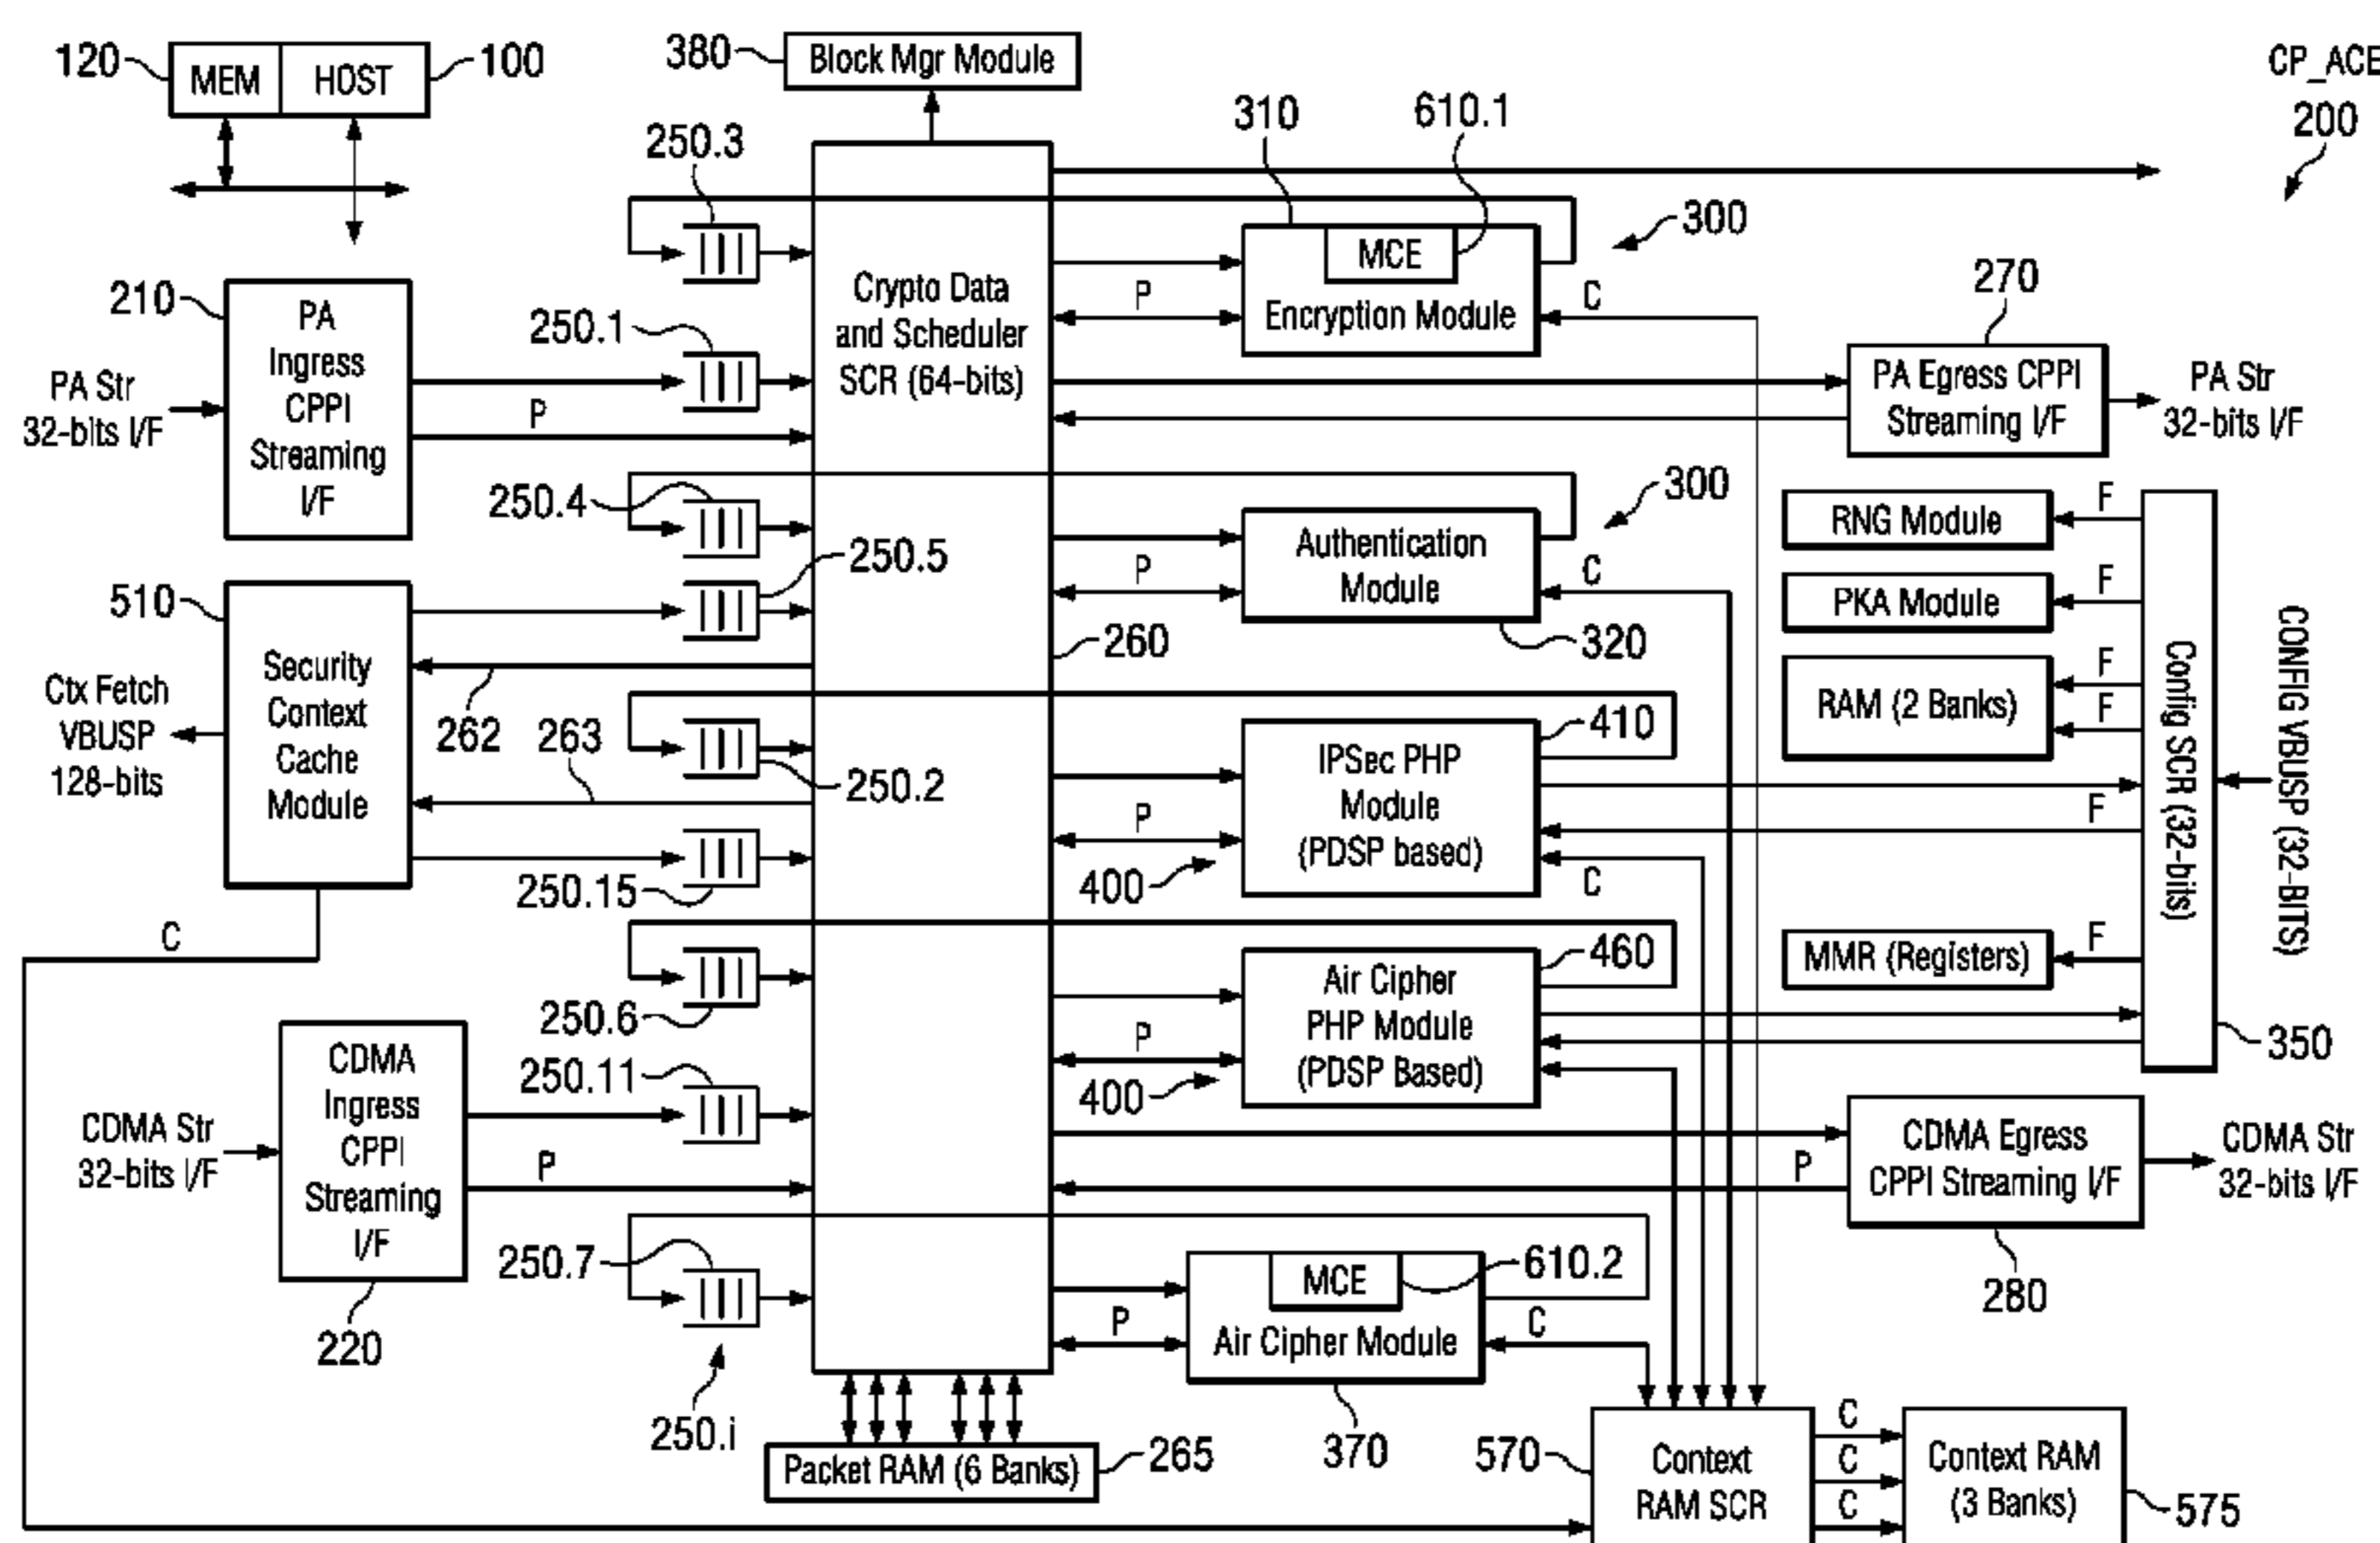 120
MEM
HOST
100
380
Block Mgr Module
CP_ACE
200
250.3
310
610.1
300
MCE
Encryption Module
P
C
210
PA
Ingress
CPPI
Streaming
I/F
PA Str
32-bits I/F
P
250.1
Crypto Data
and Scheduler
SCR (64-bits)
270
PA Egress CPPI
Streaming I/F
PA Str
32-bits I/F
250.4
250.5
300
Authentication
Module
P
C
320
260
RNG Module
F
PKA Module
F
RAM (2 Banks)
F
F
Config SCR (32-bits)
CONFIG VBUSP (32-BITS)
510
Security
Context
Cache
Module
Ctx Fetch
VBUSP
128-bits
262
263
250.2
250.15
C
410
IPSec PHP
Module
(PDSP based)
P
400
F
C
MMR (Registers)
F
350
250.6
460
Air Cipher
PHP Module
(PDSP Based)
P
400
250.11
CDMA
Ingress
CPPI
Streaming
I/F
CDMA Str
32-bits I/F
P
220
CDMA Egress
CPPI Streaming I/F
P
CDMA Str
32-bits I/F
280
250.7
250.i
MCE
610.2
Air Cipher Module
P
C
370
Packet RAM (6 Banks)
265
570
Context
RAM SCR
C
C
C
Context RAM
(3 Banks)
575